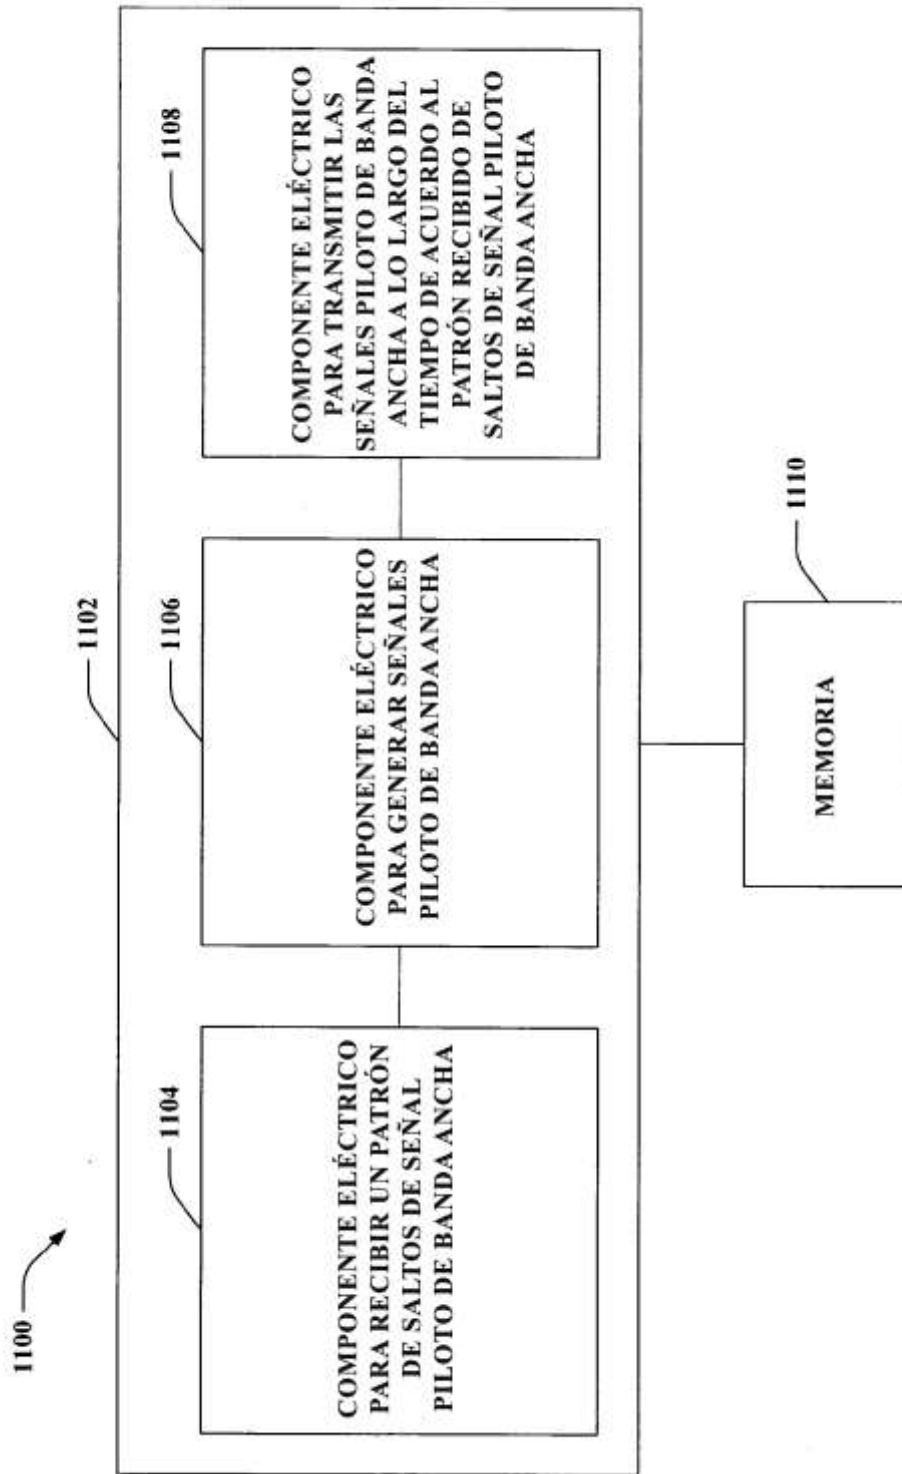 1100
1102
1104
COMPONENTE ELÉCTRICO
PARA RECIBIR UN PATRÓN
DE SALTOS DE SEÑAL
PILOTO DE BANDA ANCHA
1106
COMPONENTE ELÉCTRICO
PARA GENERAR SEÑALES
PILOTO DE BANDA ANCHA
1108
COMPONENTE ELÉCTRICO
PARA TRANSMITIR LAS
SEÑALES PILOTO DE BANDA
ANCHA A LO LARGO DEL
TIEMPO DE ACUERDO AL
PATRÓN RECIBIDO DE
SALTOS DE SEÑAL PILOTO
DE BANDA ANCHA
1110
MEMORIA